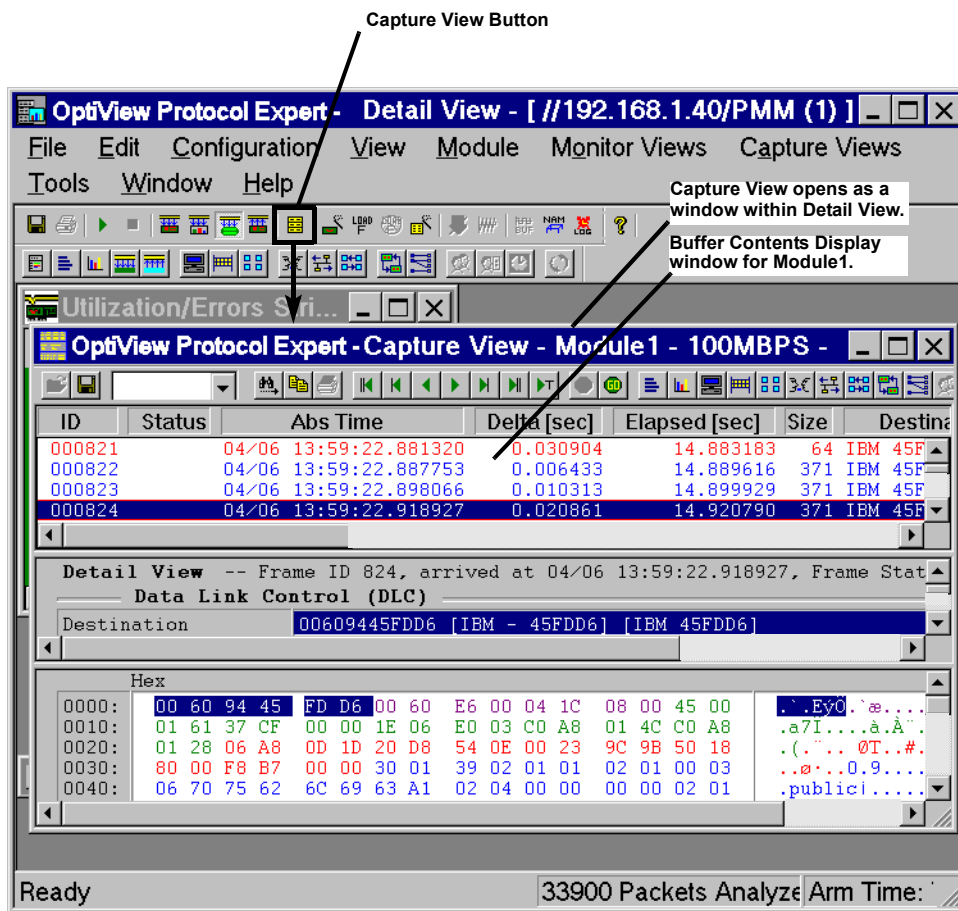 Capture View Button
OptiView Protocol Expert - Detail View - [ //192.168.1.40/PMM (1) ]
File Edit Configuration View Module Monitor Views Capture Views
Tools Window Help
Capture View opens as a
window within Detail View.
Buffer Contents Display
window for Module1.
LOAD
NAM
LOG
Utilization/Errors Stri...
OptiView Protocol Expert - Capture View - Module1 - 100MBPS -
GO
ID Status Abs Time Delta [sec] Elapsed [sec] Size Destina
000821 04/06 13:59:22.881320 0.030904 14.883183 64 IBM 45F
000822 04/06 13:59:22.887753 0.006433 14.889616 371 IBM 45F
000823 04/06 13:59:22.898066 0.010313 14.899929 371 IBM 45F
000824 04/06 13:59:22.918927 0.020861 14.920790 371 IBM 45F
Detail View -- Frame ID 824, arrived at 04/06 13:59:22.918927, Frame Stat
Data Link Control (DLC)
Destination 00609445FDD6 [IBM - 45FDD6] [IBM 45FDD6]
Hex
0000: 00 60 94 45 FD D6 00 60 E6 00 04 1C 08 00 45 00 .`.EýÖ.`æ....
0010: 01 61 37 CF 00 00 1E 06 E0 03 C0 A8 01 4C C0 A8 .a7Ï....à.À¨.
0020: 01 28 06 A8 0D 1D 20 D8 54 0E 00 23 9C 9B 50 18 .(.¨.. ØT..#.
0030: 80 00 F8 B7 00 00 30 01 39 02 01 01 02 01 00 03 ..ø·..0.9....
0040: 06 70 75 62 6C 69 63 A1 02 04 00 00 00 00 02 01 .public¡.....
Ready 33900 Packets Analyze Arm Time: